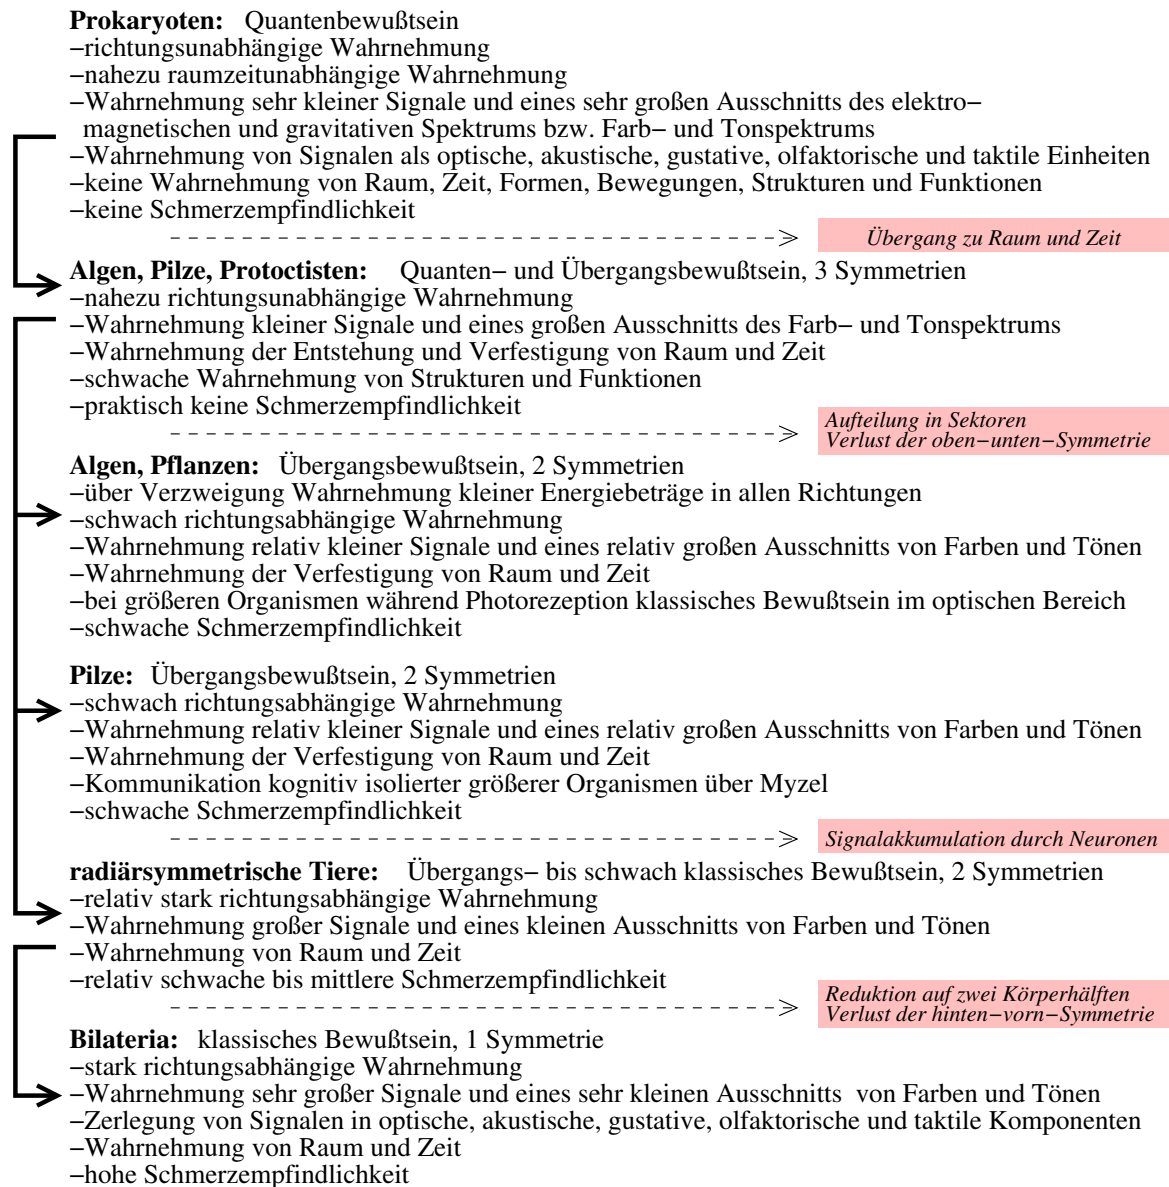 Prokaryoten: Quantenbewußtsein
−richtungsunabhängige Wahrnehmung
−nahezu raumzeitunabhängige Wahrnehmung
−Wahrnehmung sehr kleiner Signale und eines sehr großen Ausschnitts des elektro−
magnetischen und gravitativen Spektrums bzw. Farb− und Tonspektrums
−Wahrnehmung von Signalen als optische, akustische, gustative, olfaktorische und taktile Einheiten
−keine Wahrnehmung von Raum, Zeit, Formen, Bewegungen, Strukturen und Funktionen
−keine Schmerzempfindlichkeit
Übergang zu Raum und Zeit
Algen, Pilze, Protoctisten: Quanten− und Übergangsbewußtsein, 3 Symmetrien
−nahezu richtungsunabhängige Wahrnehmung
−Wahrnehmung kleiner Signale und eines großen Ausschnitts des Farb− und Tonspektrums
−Wahrnehmung der Entstehung und Verfestigung von Raum und Zeit
−schwache Wahrnehmung von Strukturen und Funktionen
−praktisch keine Schmerzempfindlichkeit
Aufteilung in Sektoren
Verlust der oben−unten−Symmetrie
Algen, Pflanzen: Übergangsbewußtsein, 2 Symmetrien
−über Verzweigung Wahrnehmung kleiner Energiebeträge in allen Richtungen
−schwach richtungsabhängige Wahrnehmung
−Wahrnehmung relativ kleiner Signale und eines relativ großen Ausschnitts von Farben und Tönen
−Wahrnehmung der Verfestigung von Raum und Zeit
−bei größeren Organismen während Photorezeption klassisches Bewußtsein im optischen Bereich
−schwache Schmerzempfindlichkeit
Pilze: Übergangsbewußtsein, 2 Symmetrien
−schwach richtungsabhängige Wahrnehmung
−Wahrnehmung relativ kleiner Signale und eines relativ großen Ausschnitts von Farben und Tönen
−Wahrnehmung der Verfestigung von Raum und Zeit
−Kommunikation kognitiv isolierter größerer Organismen über Myzel
−schwache Schmerzempfindlichkeit
Signalakkumulation durch Neuronen
radiärsymmetrische Tiere: Übergangs− bis schwach klassisches Bewußtsein, 2 Symmetrien
−relativ stark richtungsabhängige Wahrnehmung
−Wahrnehmung großer Signale und eines kleinen Ausschnitts von Farben und Tönen
−Wahrnehmung von Raum und Zeit
−relativ schwache bis mittlere Schmerzempfindlichkeit
Reduktion auf zwei Körperhälften
Verlust der hinten−vorn−Symmetrie
Bilateria: klassisches Bewußtsein, 1 Symmetrie
−stark richtungsabhängige Wahrnehmung
−Wahrnehmung sehr großer Signale und eines sehr kleinen Ausschnitts von Farben und Tönen
−Zerlegung von Signalen in optische, akustische, gustative, olfaktorische und taktile Komponenten
−Wahrnehmung von Raum und Zeit
−hohe Schmerzempfindlichkeit